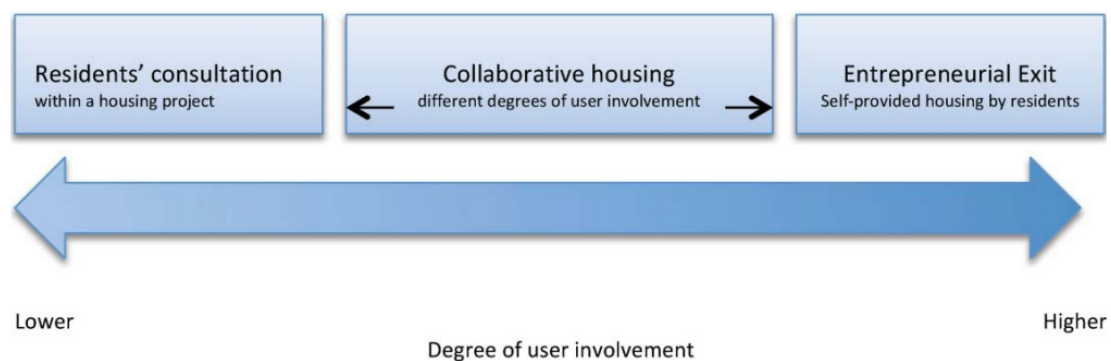 Residents’ consultation
within a housing project
Collaborative housing
different degrees of user involvement
Entrepreneurial Exit
Self-provided housing by residents
Lower
Higher
Degree of user involvement